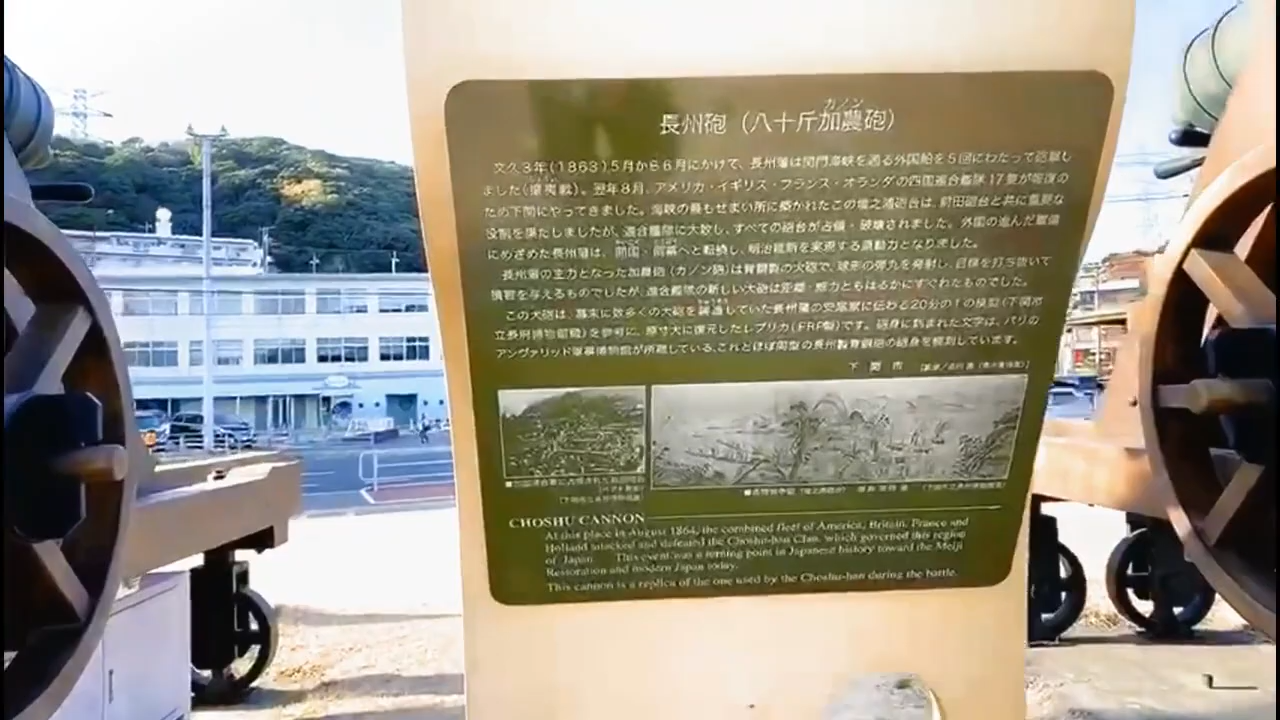 カノン
長州砲（八十斤加農砲）
文久3年(1863)5月から6月にかけて、長州藩は関門海峡を通る外国船を5回にわたって砲撃し
ました(攘夷戦)。翌年8月、アメリカ・イギリス・フランス・オランダの四国連合艦隊17隻が報復の
ため下関にやってきました。海峡の最もせまい所に築かれたこの壇之浦砲台は、前田砲台と共に重要な
役割を果たしましたが、連合艦隊に大敗し、すべての砲台が占領・破壊されました。外国の進んだ軍備
にめざめた長州藩は、開国・倒幕へと転換し、明治維新を実現する原動力となりました。
長州藩の主力となった加農砲(カノン砲)は青銅製の火砲で、球形の弾丸を発射し、目標を打ち抜いて
損害を与えるものでしたが、連合艦隊の新しい大砲は距離・威力ともはるかにすぐれたものでした。
この大砲は、幕末に数多くの大砲を鋳造していた長州藩の安尾家に伝わる20分の1の模型(下関市
立長府博物館蔵)を参考に、原寸大に復元したレプリカ(FRP製)です。砲身に刻まれた文字は、パリの
アンヴァリッド軍事博物館が所蔵している、これとほぼ同型の長州製青銅砲の砲身を模刻しています。
下関市
CHOSHU CANNON
At this place in August 1864, the combined fleet of America, Britain, France and
Holland attacked and defeated the Choshu-han Clan, which governed this region
of Japan. This event was a turning point in Japanese history toward the Meiji
Restoration and modern Japan today.
This cannon is a replica of the one used by the Choshu-han during the battle.